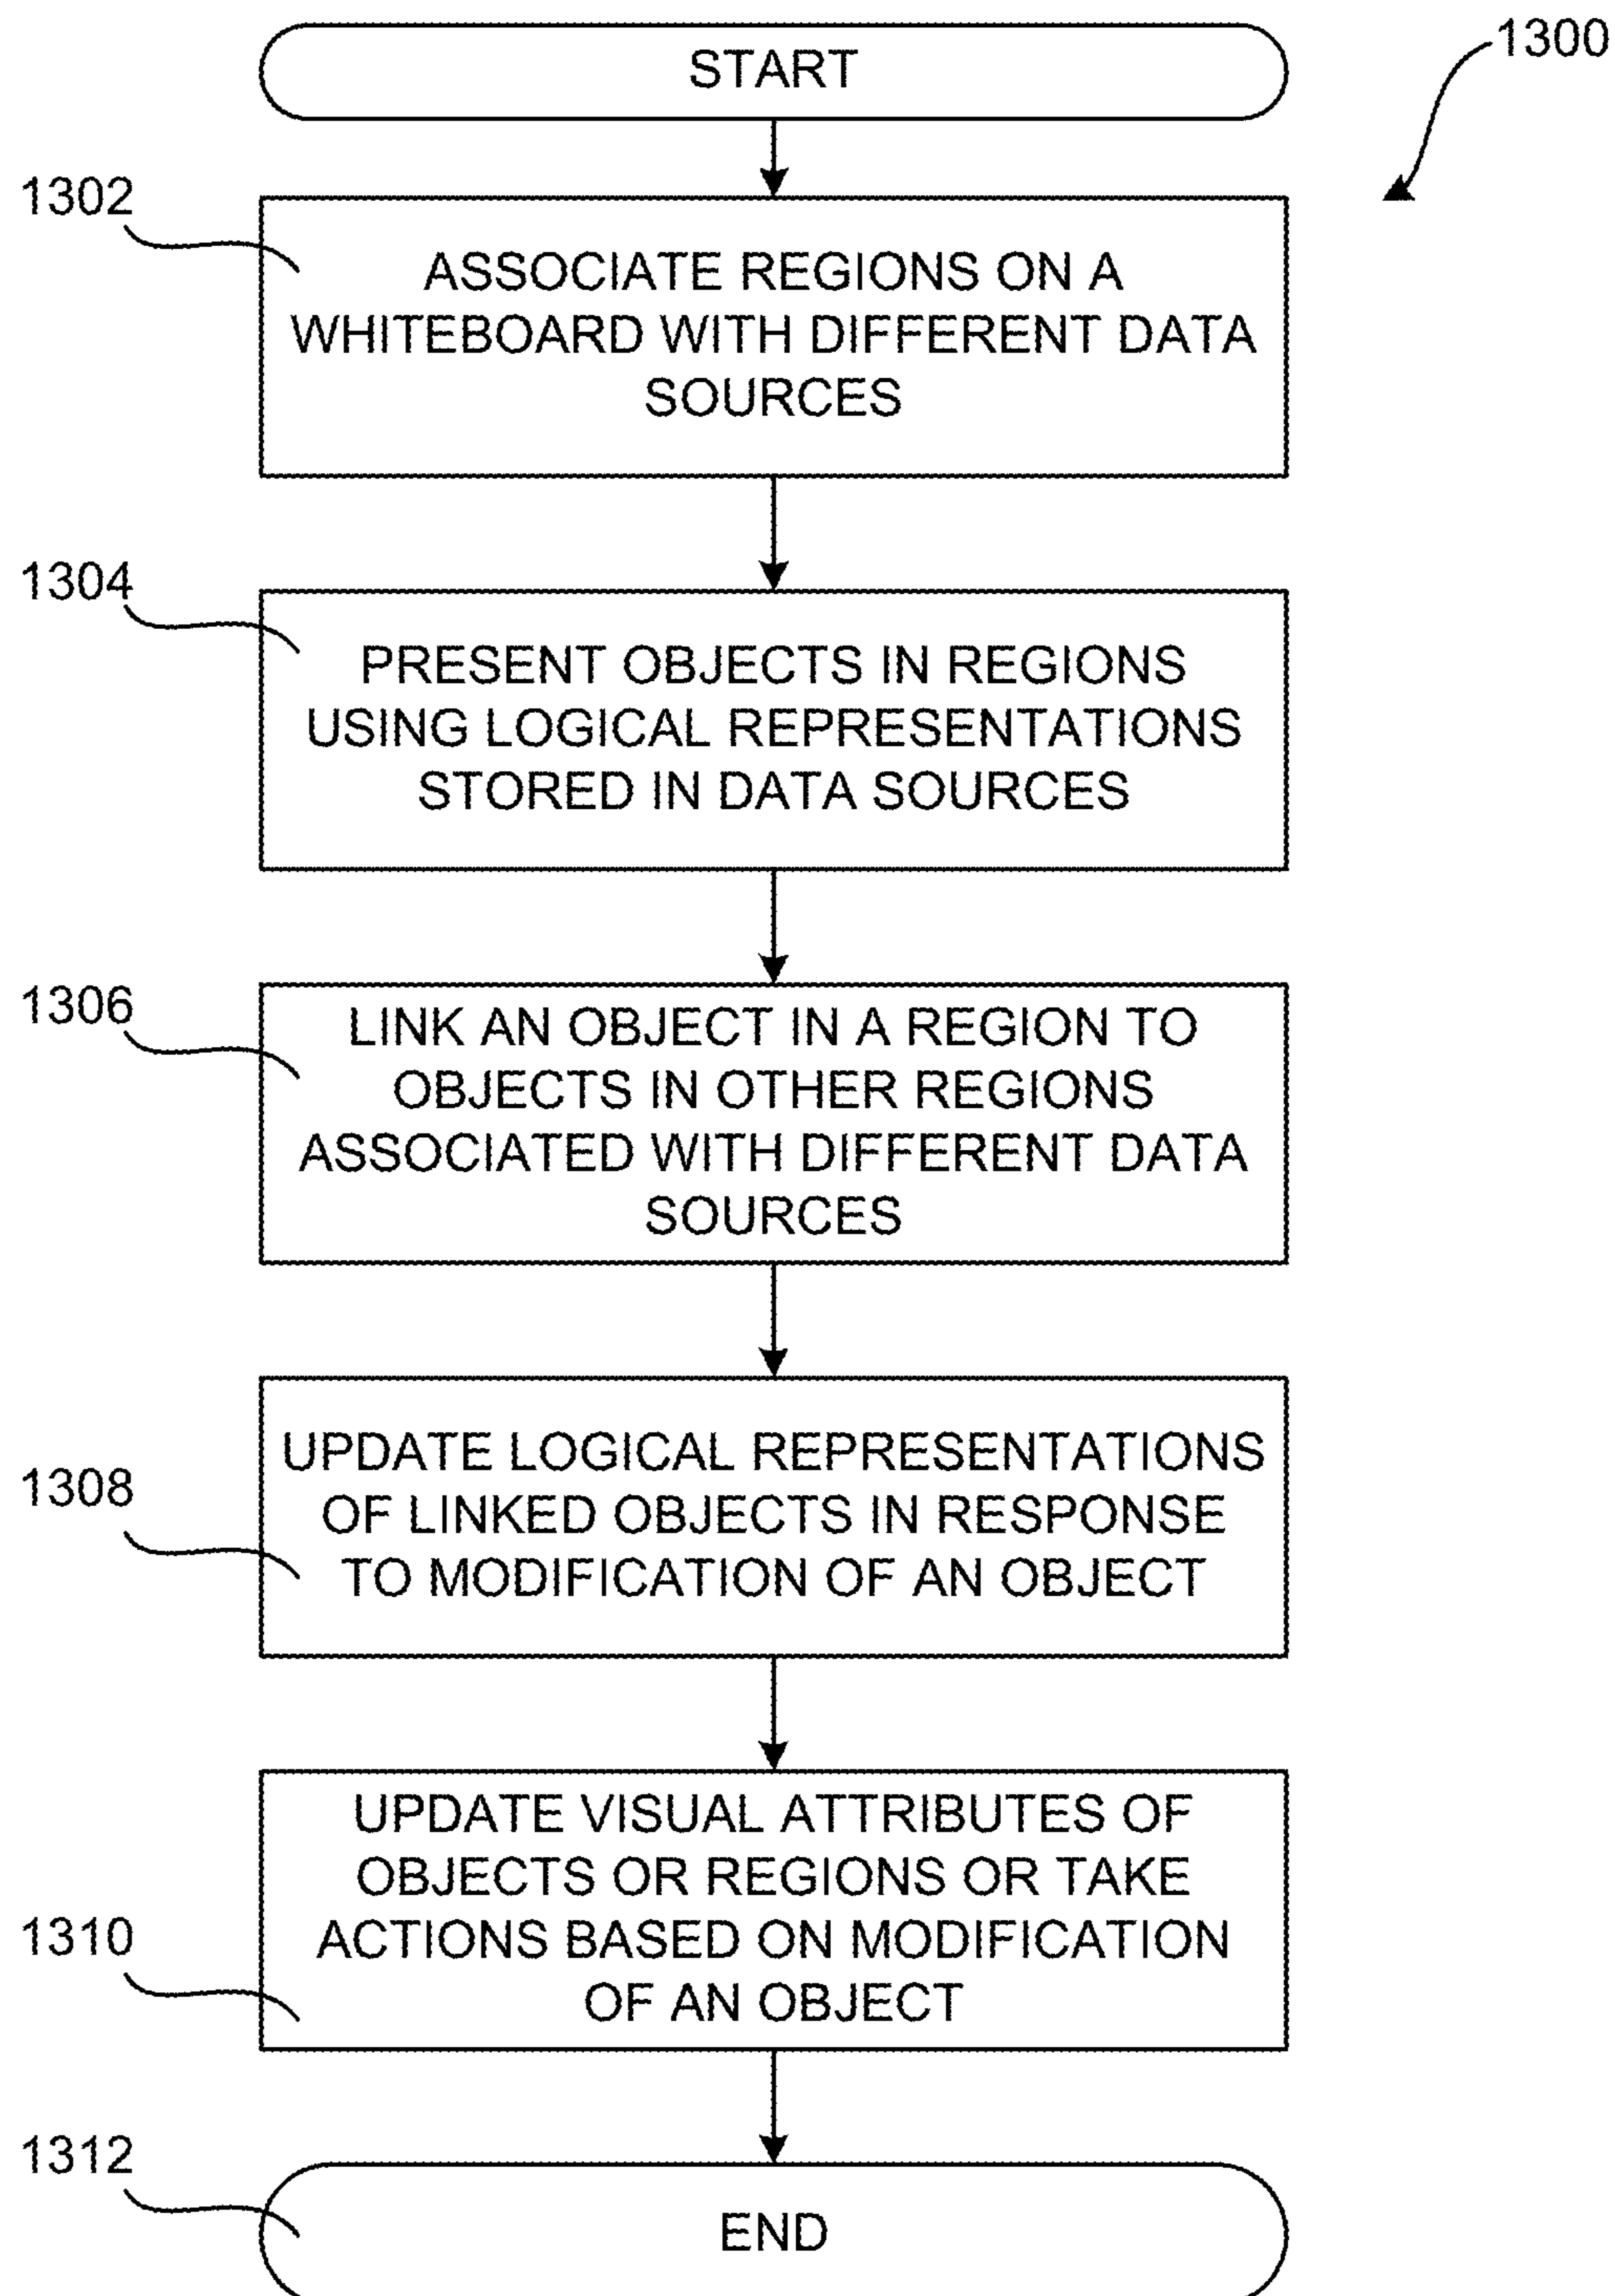 START
1300
1302
ASSOCIATE REGIONS ON A
WHITEBOARD WITH DIFFERENT DATA
SOURCES
1304
PRESENT OBJECTS IN REGIONS
USING LOGICAL REPRESENTATIONS
STORED IN DATA SOURCES
1306
LINK AN OBJECT IN A REGION TO
OBJECTS IN OTHER REGIONS
ASSOCIATED WITH DIFFERENT DATA
SOURCES
1308
UPDATE LOGICAL REPRESENTATIONS
OF LINKED OBJECTS IN RESPONSE
TO MODIFICATION OF AN OBJECT
1310
UPDATE VISUAL ATTRIBUTES OF
OBJECTS OR REGIONS OR TAKE
ACTIONS BASED ON MODIFICATION
OF AN OBJECT
1312
END